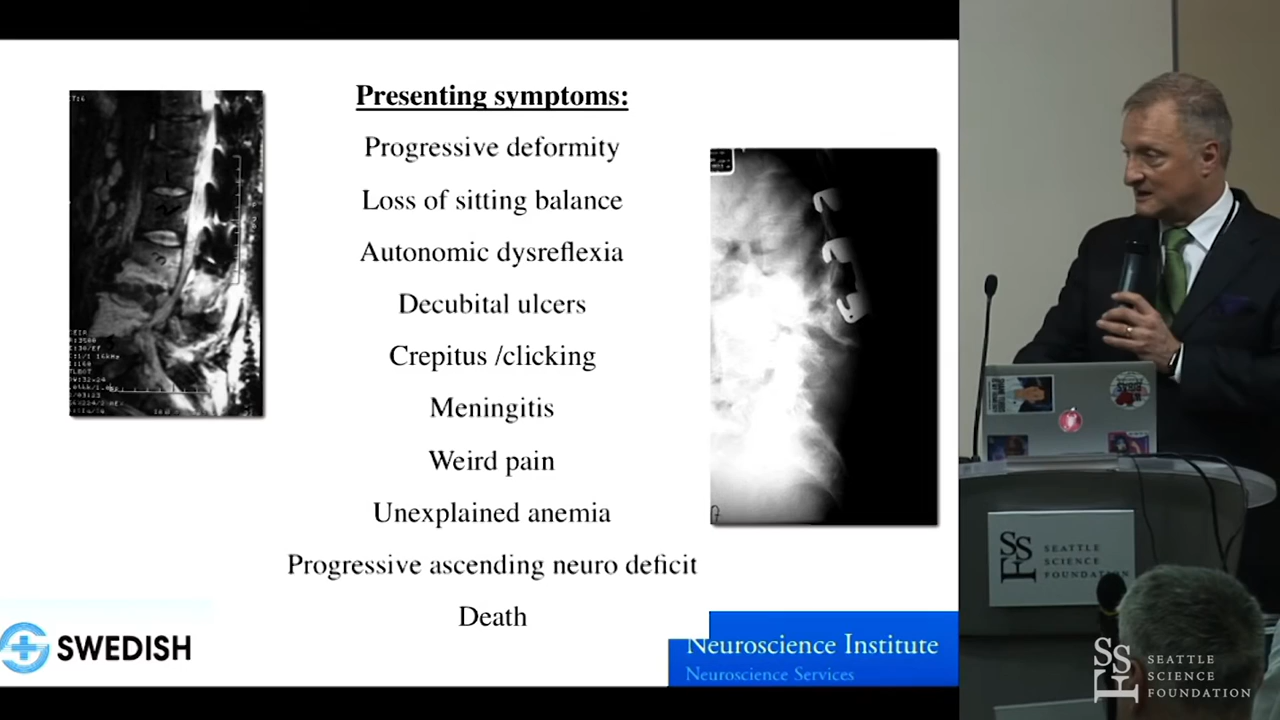 Presenting symptoms:
Progressive deformity
Loss of sitting balance
Autonomic dysreflexia
Decubital ulcers
Crepitus /clicking
Meningitis
Weird pain
Unexplained anemia
Progressive ascending neuro deficit
Death
SWEDISH
Neuroscience Institute
Neuroscience Services
SEATTLE
SCIENCE
FOUNDATION
SEATTLE
SCIENCE
FOUNDATION